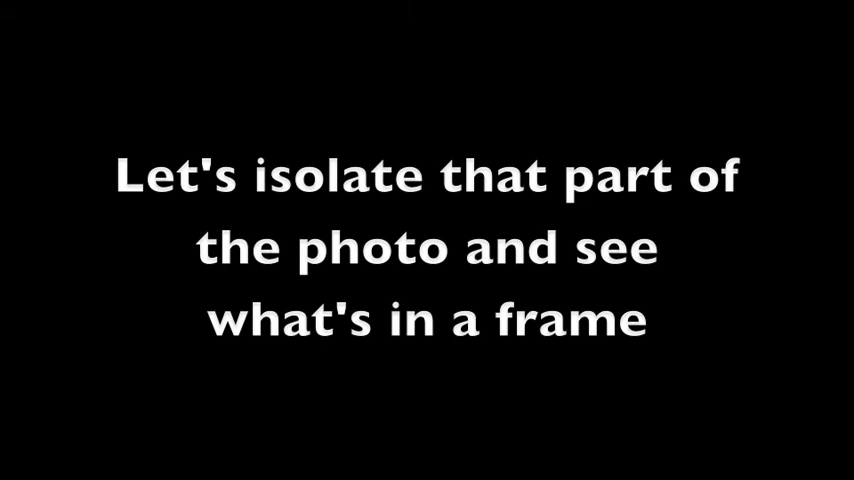 Let's isolate that part of
the photo and see
what's in a frame